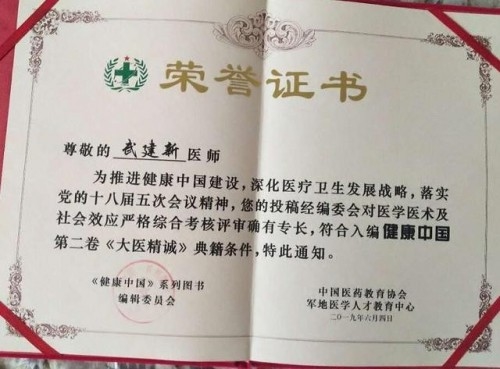 荣誉证书
尊敬的 武建新 医师
为推进健康中国建设，深化医疗卫生发展战略，落实
党的十八届五次会议精神，您的投稿经编委会对医学医术及
社会效应严格综合考核评审确有专长，符合入编健康中国
第二卷《大医精诚》典籍条件，特此通知。
《健康中国》系列图书
编辑委员会
中国医药教育协会
军地医学人才教育中心
二〇一九年六月四日